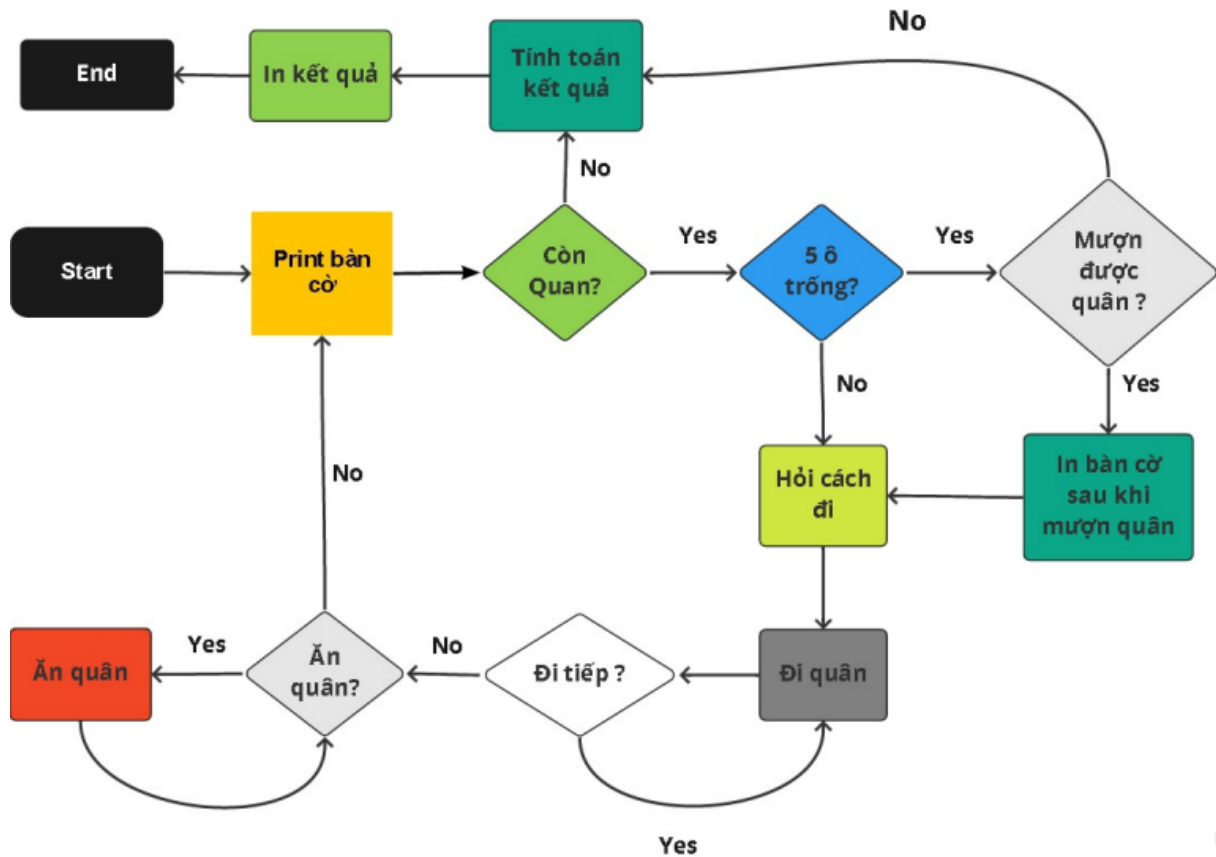 No
End
In kết quả
Tính toán
kết quả
No
Start
Print bàn
cờ
Còn
Quan?
Yes
5 ô
trống?
Yes
Mượn
được
quân ?
No
Yes
Hỏi cách
đi
In bàn cờ
sau khi
mượn quân
No
Ăn quân
Yes
Ăn
quân?
No
Đi tiếp ?
Đi quân
Yes